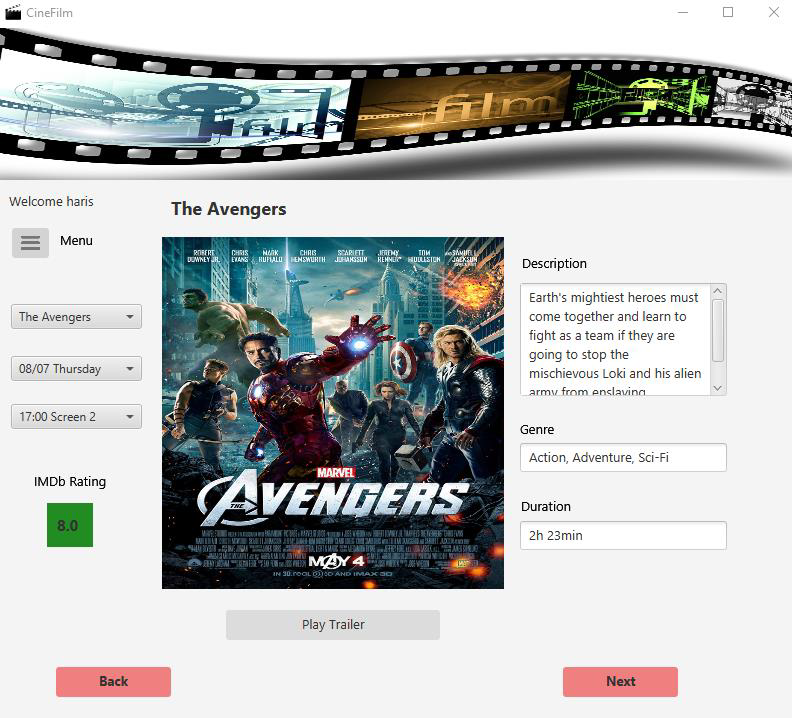 CineFilm
film
film
Welcome haris
The Avengers
Menu
ROBERT DOWNEY JR. CHRIS EVANS MARK RUFFALO CHRIS HEMSWORTH SCARLETT JOHANSSON JEREMY RENNER TOM HIDDLESTON AND SAMUEL L. JACKSON
Description
Earth's mightiest heroes must
come together and learn to
fight as a team if they are
going to stop the
mischievous Loki and his alien
army from enslaving
The Avengers
08/07 Thursday
17:00 Screen 2
Genre
Action, Adventure, Sci-Fi
IMDb Rating
8.0
MARVEL
THE AVENGERS
Duration
2h 23min
MAY 4
IN 3D, REAL D 3D AND IMAX 3D
Play Trailer
Back
Next